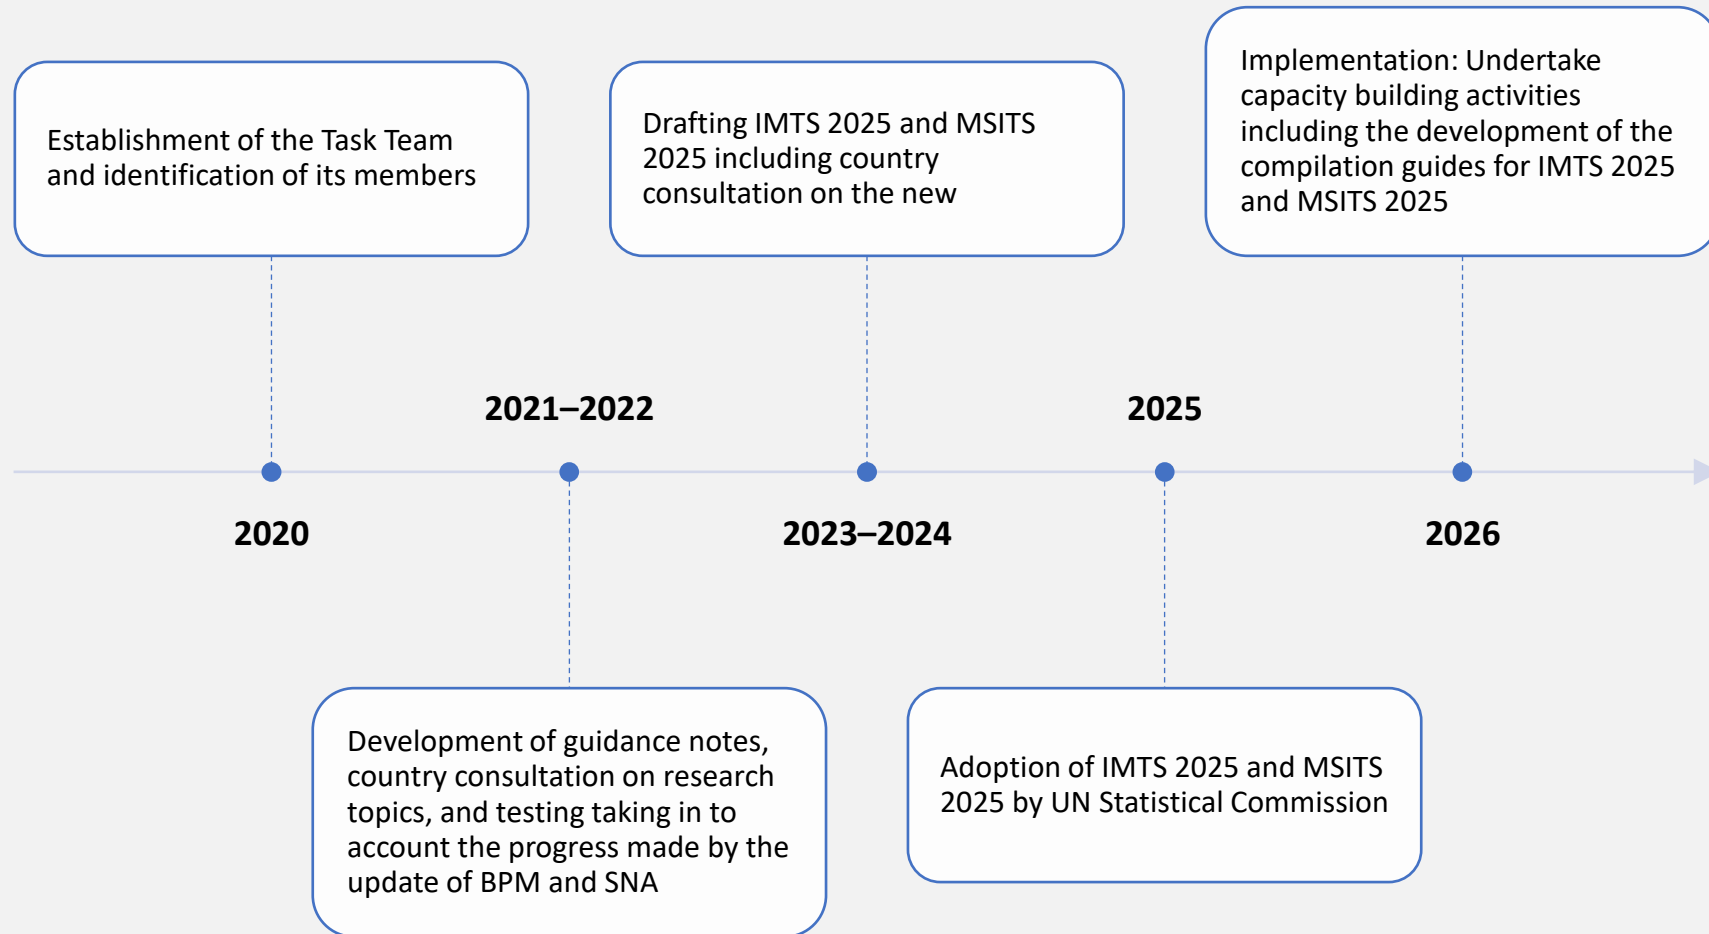 Establishment of the Task Team
and identification of its members
2020
2021–2022
Development of guidance notes,
country consultation on research
topics, and testing taking in to
account the progress made by the
update of BPM and SNA
Drafting IMTS 2025 and MSITS
2025 including country
consultation on the new
2023–2024
2025
Adoption of IMTS 2025 and MSITS
2025 by UN Statistical Commission
Implementation: Undertake
capacity building activities
including the development of the
compilation guides for IMTS 2025
and MSITS 2025
2026